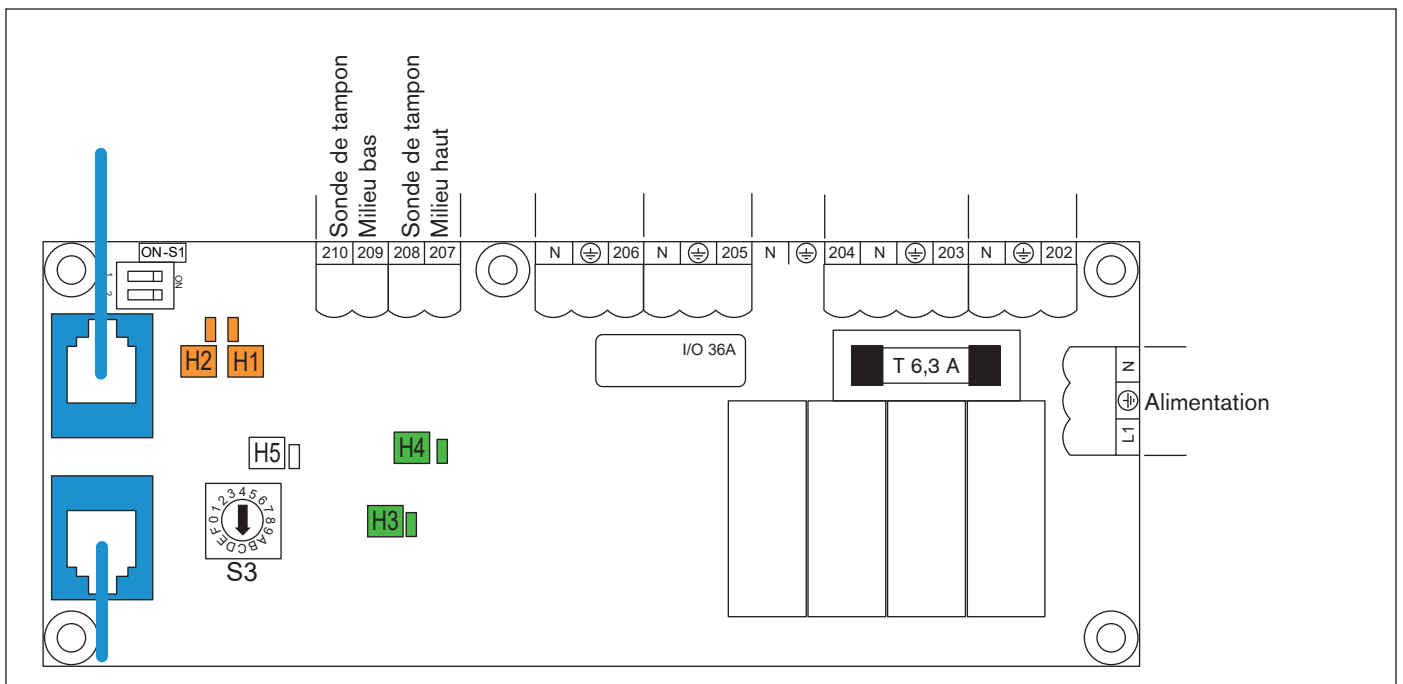 Sonde de tampon
Milieu bas
Sonde de tampon
Milieu haut
ON-S1
1
2
ON
210 209 208 207
N 206 N 205 N 204 N 203 N 202
H2 H1
I/O 36A
T 6,3 A
N
Alimentation
L1
H5
H4
H3
0123456789ABCDEF
S3